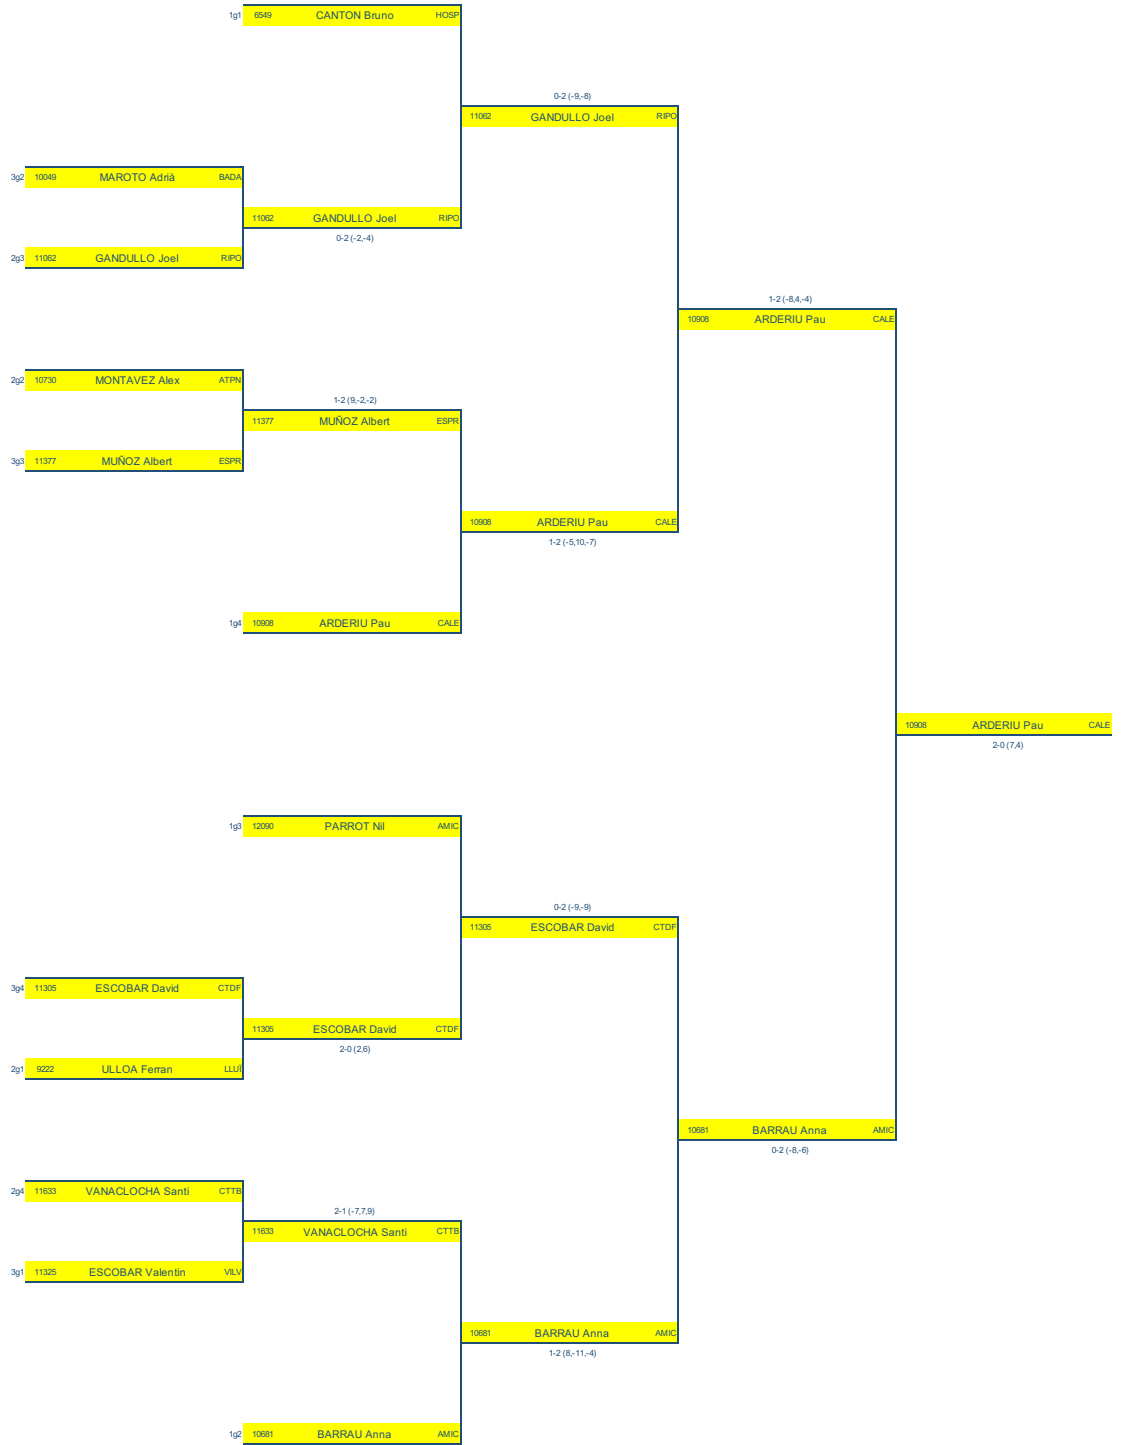 1g1 6549 CANTON Bruno HOSP
0-2 (-9,-8)
11062 GANDULLO Joel RIPO
3g2 10049 MAROTO Adrià BADA
11062 GANDULLO Joel RIPO
0-2 (-2,-4)
2g3 11062 GANDULLO Joel RIPO
1-2 (-8,4,-4)
10908 ARDERIU Pau CALE
2g2 10730 MONTAVEZ Alex ATPN
1-2 (9,-2,-2)
11377 MUÑOZ Albert ESPR
3g3 11377 MUÑOZ Albert ESPR
10908 ARDERIU Pau CALE
1-2 (-5,10,-7)
1g4 10908 ARDERIU Pau CALE
10908 ARDERIU Pau CALE
2-0 (7,4)
1g3 12090 PARROT Nil AMIC
0-2 (-9,-9)
11305 ESCOBAR David CTDF
3g4 11305 ESCOBAR David CTDF
11305 ESCOBAR David CTDF
2-0 (2,6)
2g1 9222 ULLOA Ferran LLUÏ
10681 BARRAU Anna AMIC
0-2 (-8,-6)
2g4 11633 VANACLOCHA Santi CTTB
2-1 (-7,7,9)
11633 VANACLOCHA Santi CTTB
3g1 11325 ESCOBAR Valentin VILV
10681 BARRAU Anna AMIC
1-2 (8,-11,-4)
1g2 10681 BARRAU Anna AMIC